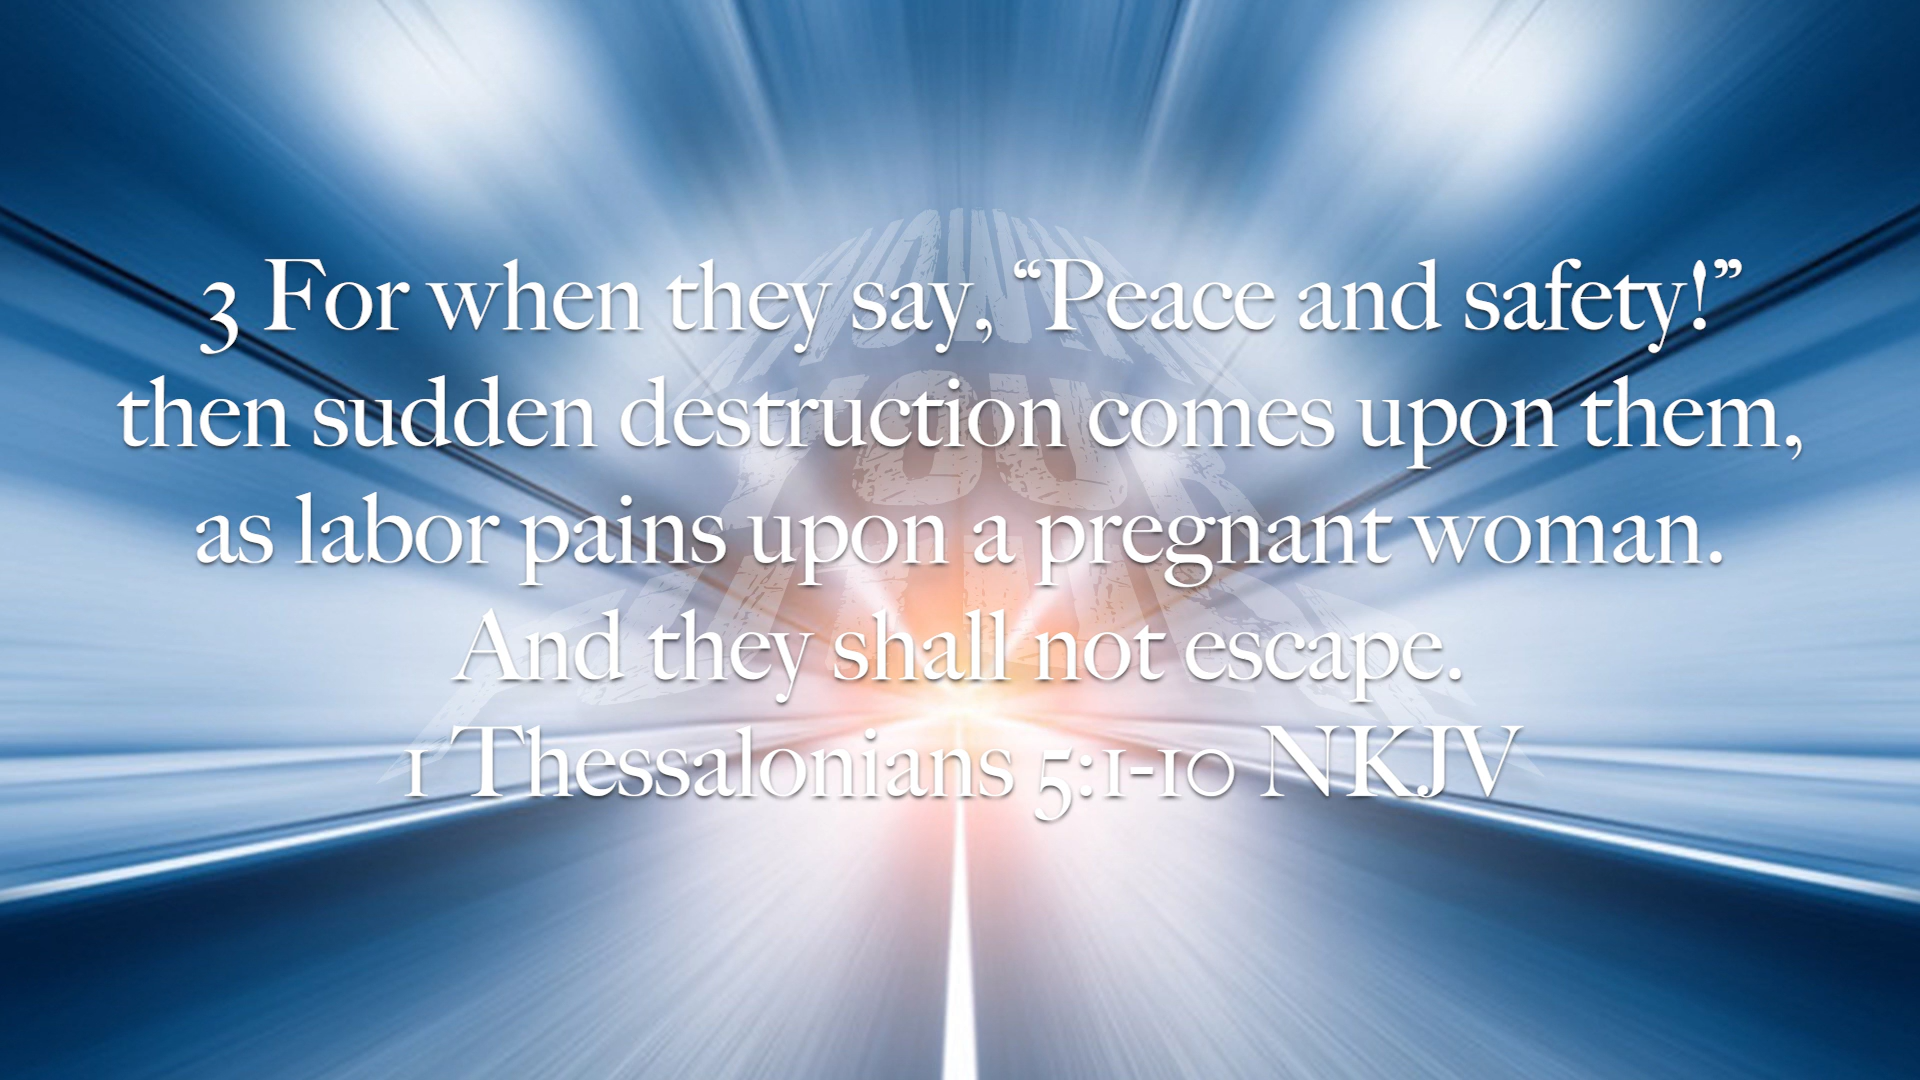 3 For when they say, “Peace and safety!”
then sudden destruction comes upon them,
as labor pains upon a pregnant woman.
And they shall not escape.
1 Thessalonians 5:1-10 NKJV
YOUR